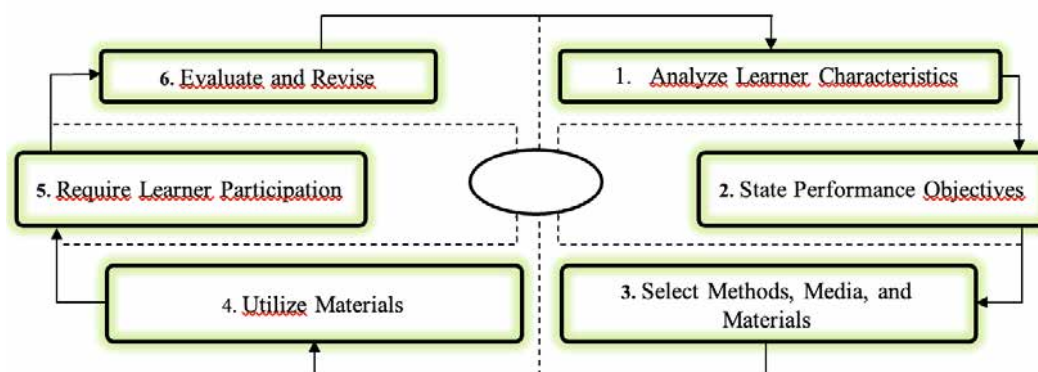 6. Evaluate and Revise
1. Analyze Learner Characteristics
5. Require Learner Participation
2. State Performance Objectives
4. Utilize Materials
3. Select Methods, Media, and
Materials